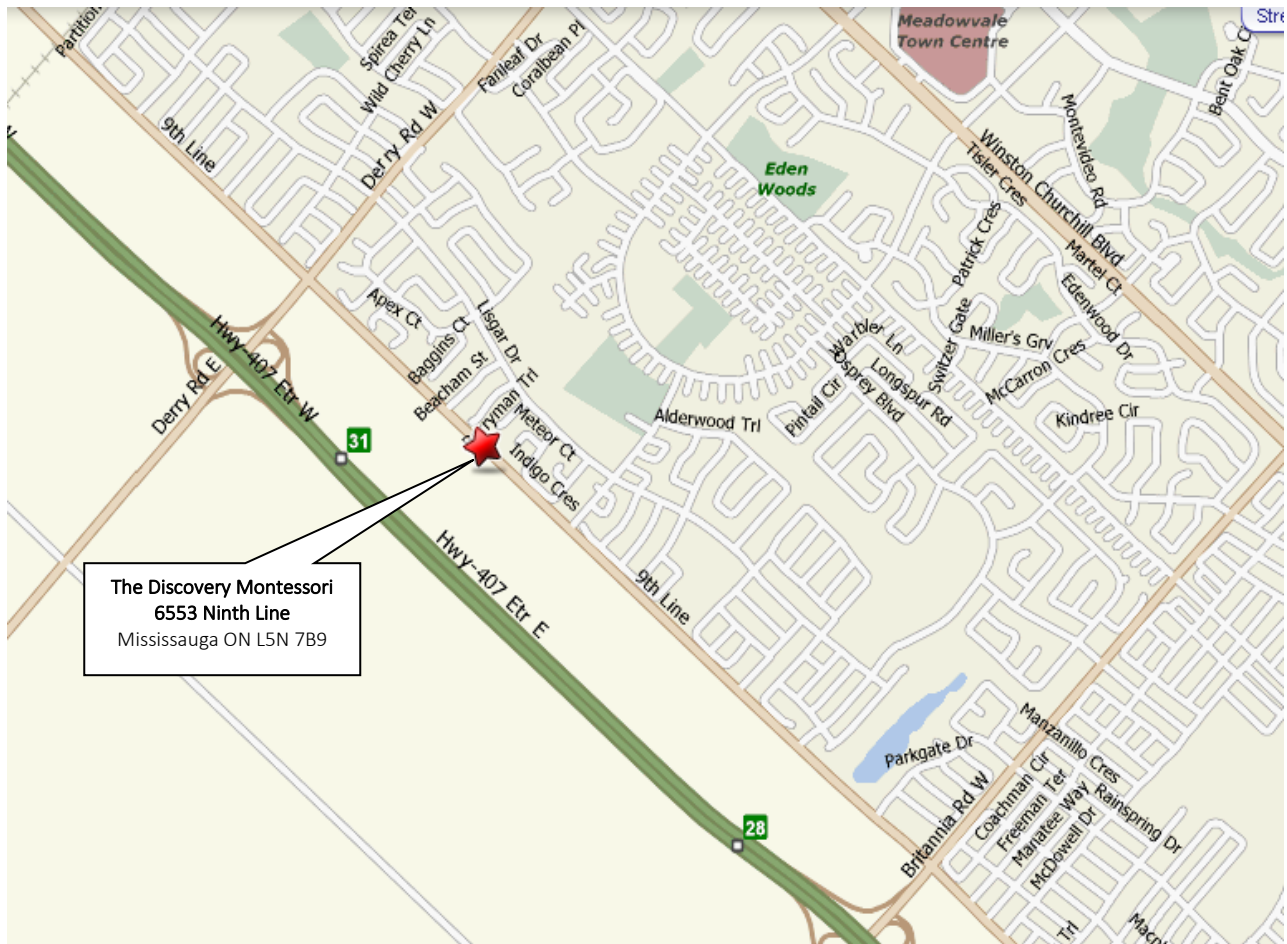 Stre
Meadowvale
Town Centre
Partition
Spirea Ter
Wild Cherry Ln
Fanleaf Dr
Coralbean Pl
Bent Oak C
Montevideo Rd
9th Line
Derry Rd W
Eden
Woods
Winston Churchill Blvd
Tisler Cres
Patrick Cres
Martel Ct
Edenwood Dr
Apex Ct
Lisgar Dr
Baggins Ct
Beacham St
Hwy-407 Etr W
Derry Rd E
31
Warbler Ln
Switzer Gate
Miller's Grv
McCarron Cres
Osprey Blvd
Longspur Rd
Pintail Cir
Kindree Cir
Alderwood Trl
ryman Trl
Meteor Ct
Indigo Cres
Hwy-407 Etr E
9th Line
The Discovery Montessori
6553 Ninth Line
Mississauga ON L5N 7B9
Manzanillo Cres
Parkgate Dr
Britannia Rd W
Coachman Cir
Freeman Ter
Manatee Way
McDowell Dr
Rainspring Dr
28
Trl